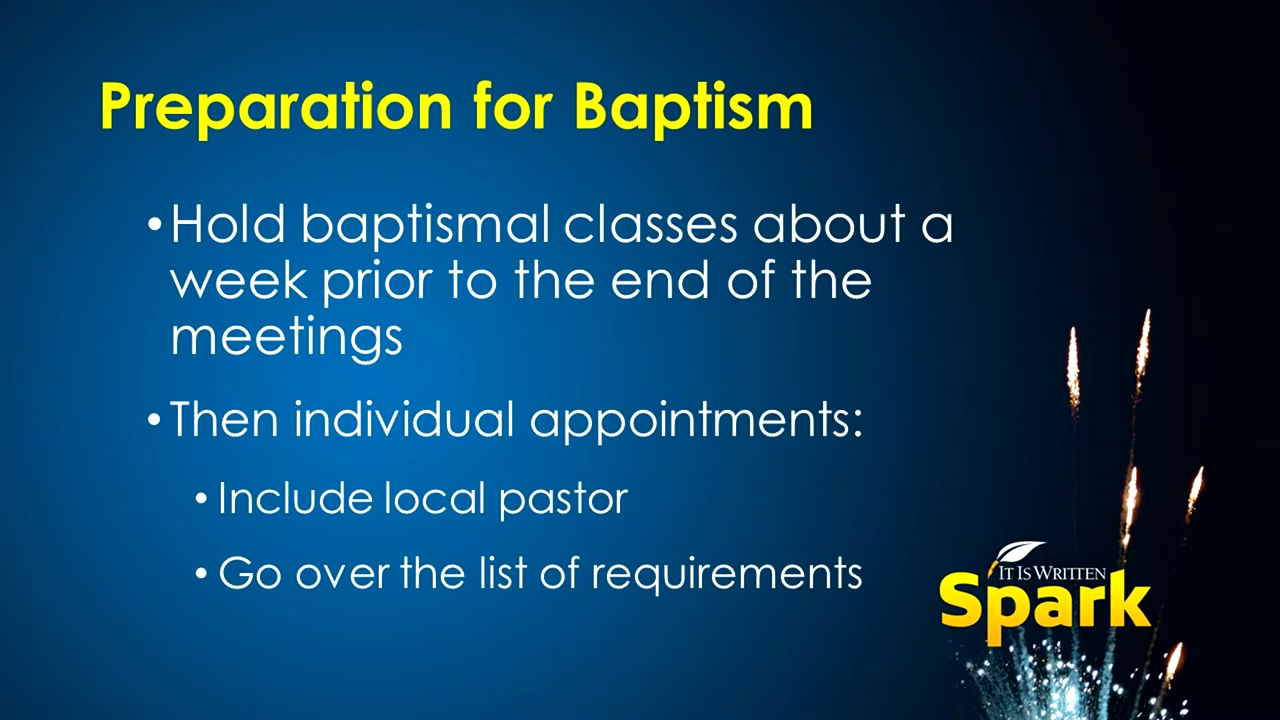 Preparation for Baptism
•Hold baptismal classes about a
week prior to the end of the
meetings
•Then individual appointments:
•Include local pastor
•Go over the list of requirements
IT IS WRITTEN
Spark